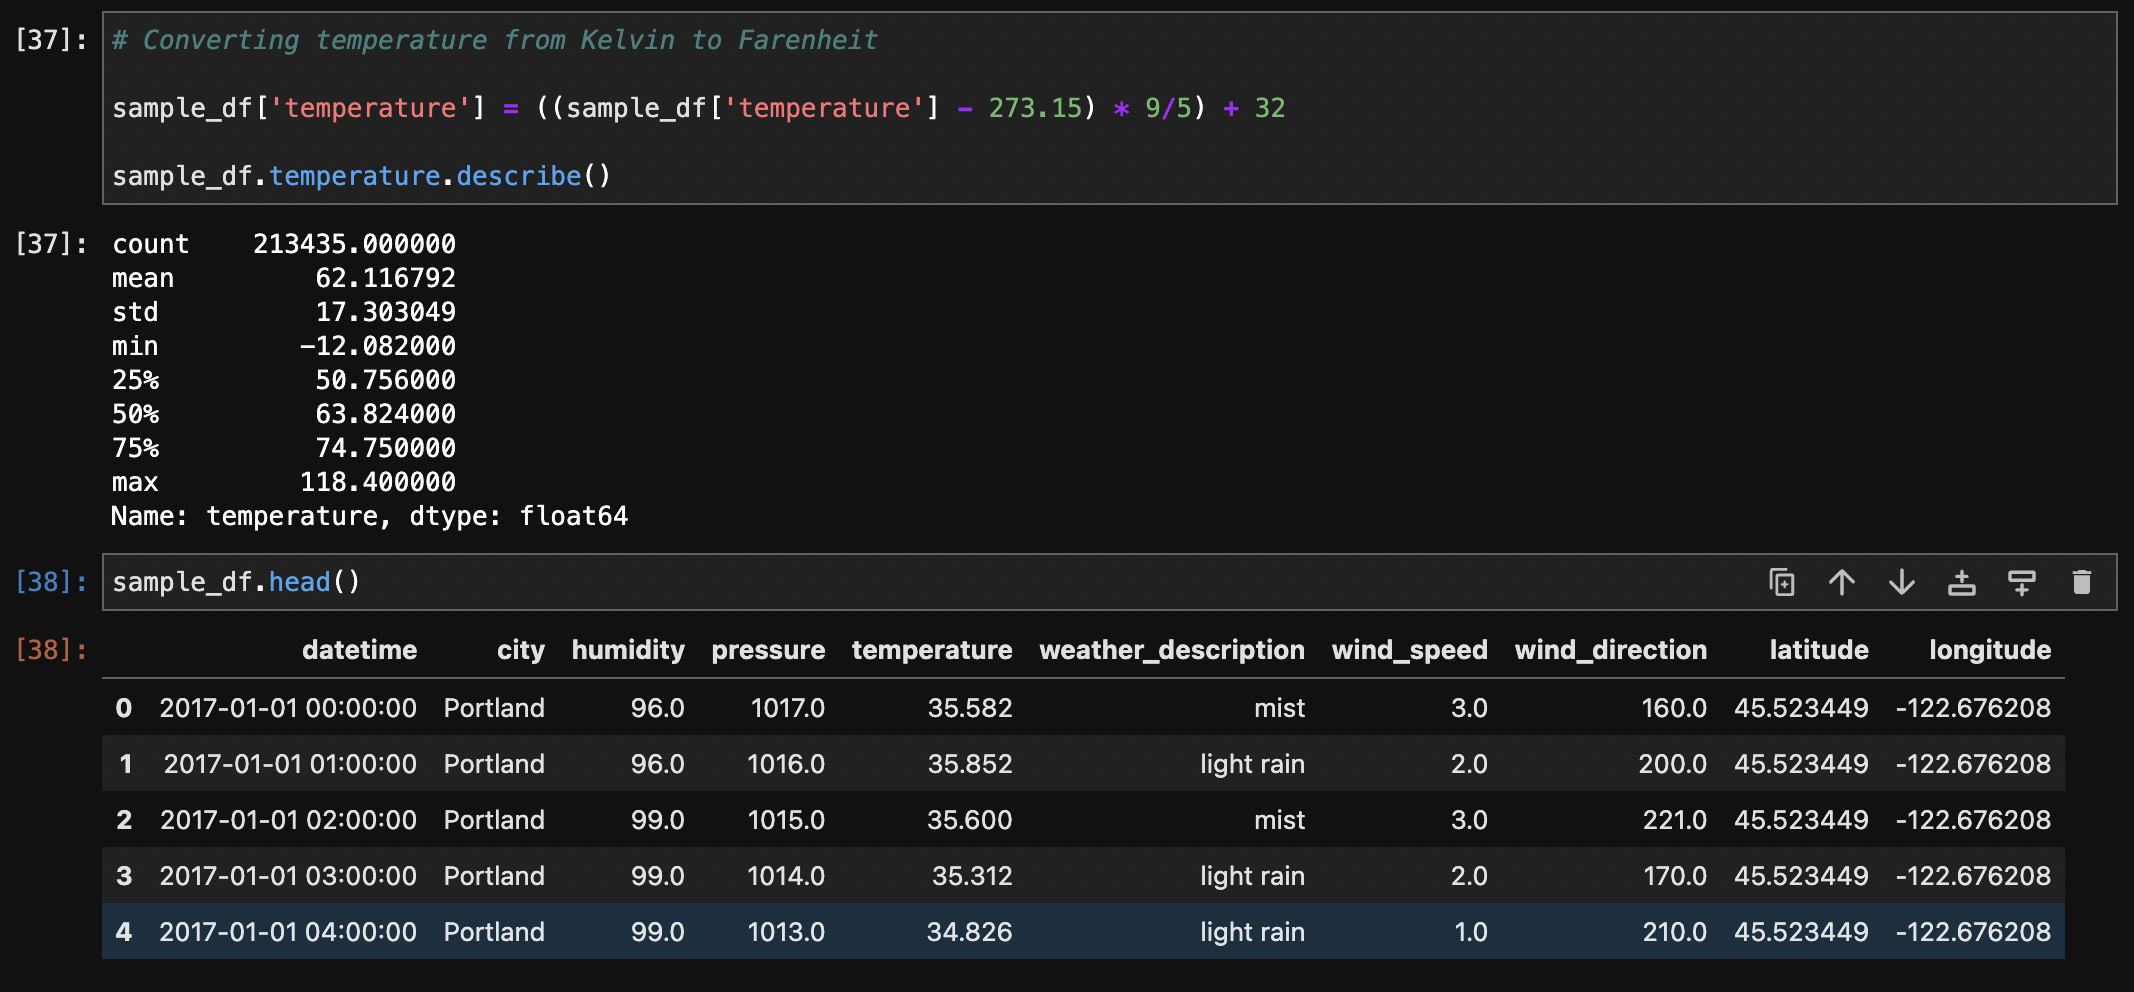 [37]: # Converting temperature from Kelvin to Farenheit
sample_df['temperature'] = ((sample_df['temperature'] - 273.15) * 9/5) + 32
sample_df.temperature.describe()
[37]: count 213435.000000
mean 62.116792
std 17.303049
min -12.082000
25% 50.756000
50% 63.824000
75% 74.750000
max 118.400000
Name: temperature, dtype: float64
[38]: sample_df.head()
[38]: datetime city humidity pressure temperature weather_description wind_speed wind_direction latitude longitude
0 2017-01-01 00:00:00 Portland 96.0 1017.0 35.582 mist 3.0 160.0 45.523449 -122.676208
1 2017-01-01 01:00:00 Portland 96.0 1016.0 35.852 light rain 2.0 200.0 45.523449 -122.676208
2 2017-01-01 02:00:00 Portland 99.0 1015.0 35.600 mist 3.0 221.0 45.523449 -122.676208
3 2017-01-01 03:00:00 Portland 99.0 1014.0 35.312 light rain 2.0 170.0 45.523449 -122.676208
4 2017-01-01 04:00:00 Portland 99.0 1013.0 34.826 light rain 1.0 210.0 45.523449 -122.676208